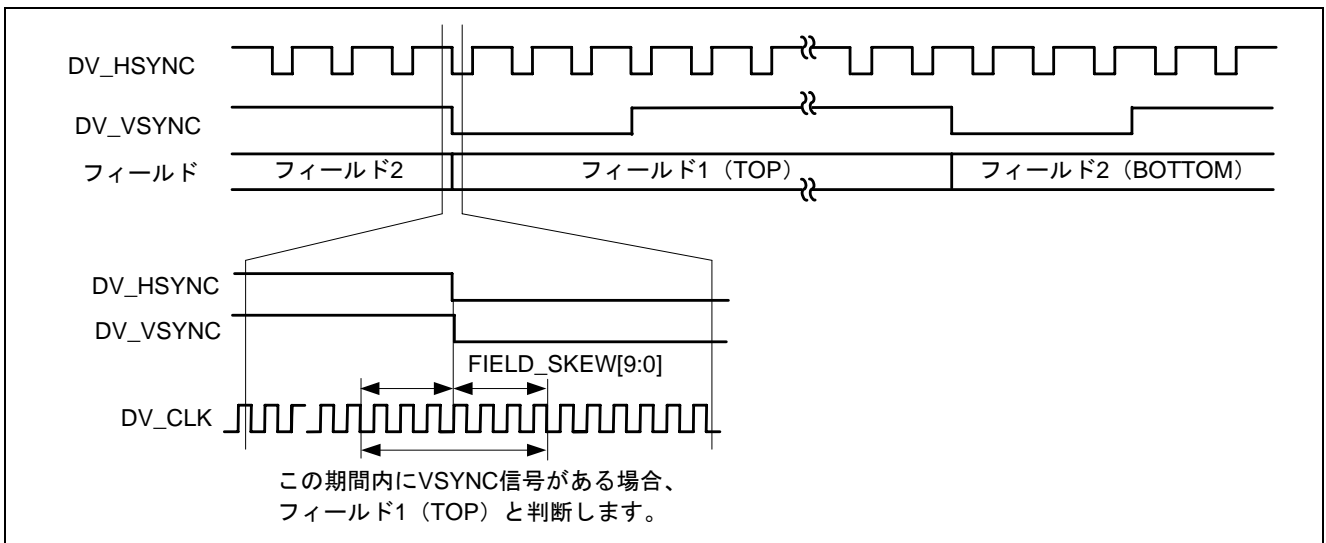 DV_HSYNC
DV_VSYNC
フィールド
フィールド2
フィールド1(TOP)
フィールド2(BOTTOM)
DV_HSYNC
DV_VSYNC
FIELD_SKEW[9:0]
DV_CLK
この期間内にVSYNC信号がある場合、
フィールド1(TOP)と判断します。